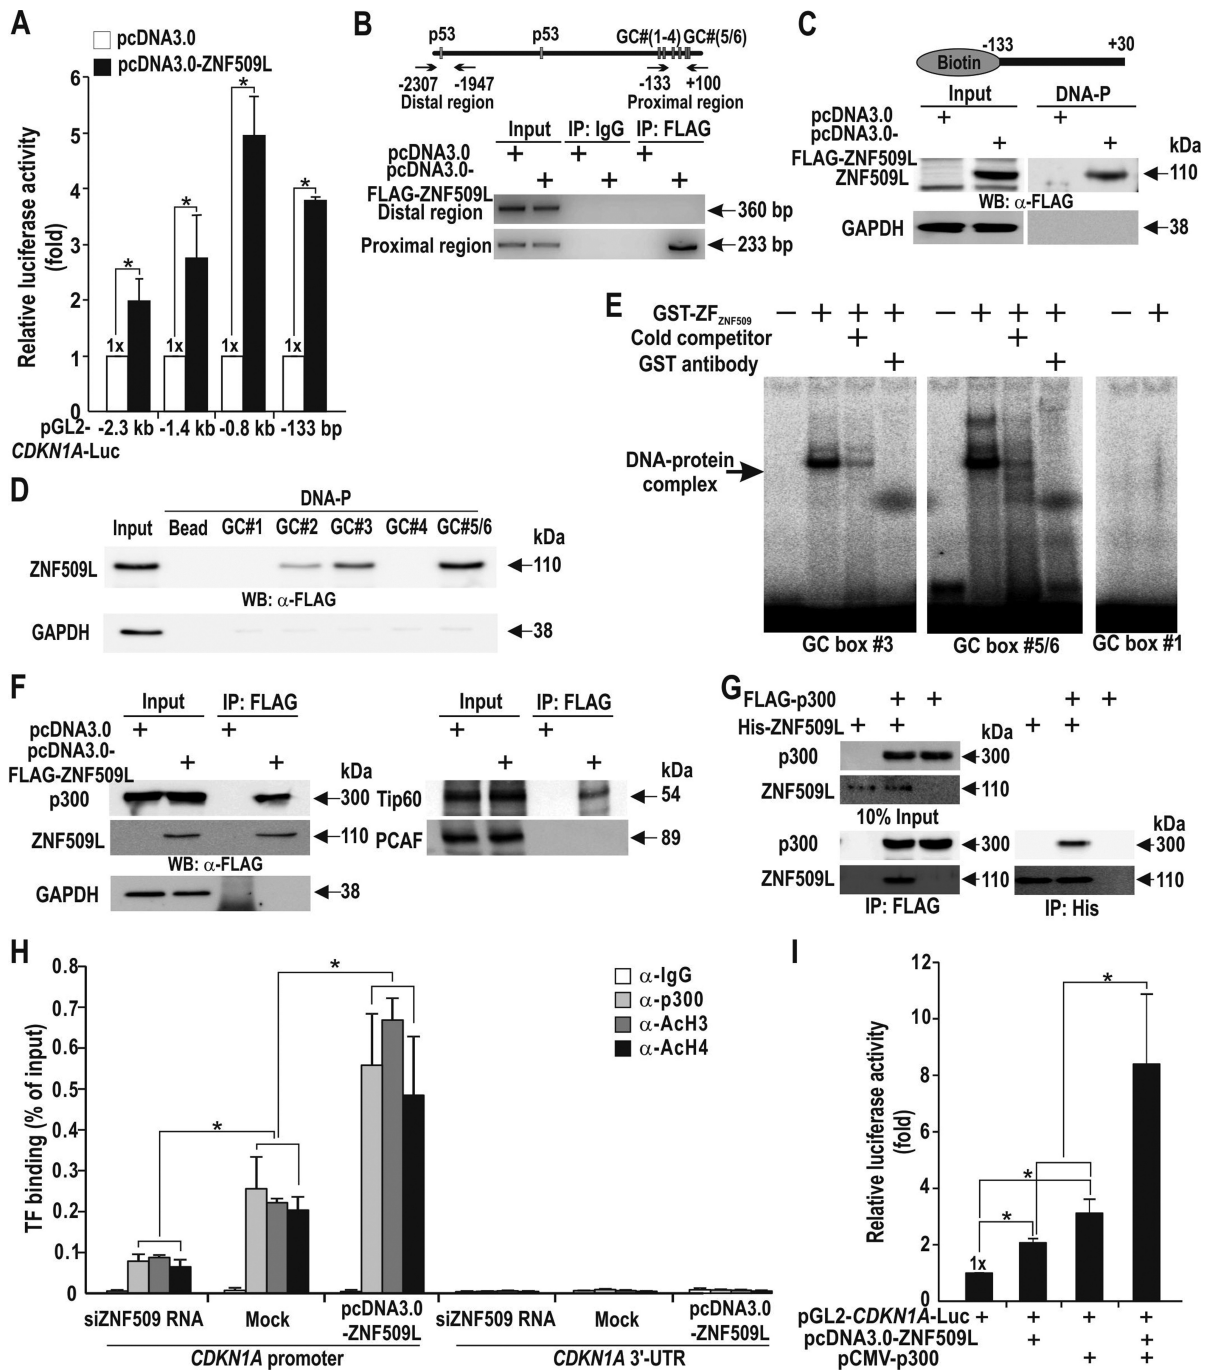 A
pcDNA3.0
pcDNA3.0-ZNF509L
Relative luciferase activity
(fold)
6
5
4
3
2
1
0
*
*
*
*
1x
1x
1x
1x
pGL2- -2.3 kb -1.4 kb -0.8 kb -133 bp
CDKN1A-Luc
B
p53 p53 GC#(1-4) GC#(5/6)
-2307 -1947 -133 +100
Distal region Proximal region
Input IP: IgG IP: FLAG
pcDNA3.0 + + +
pcDNA3.0- + + +
FLAG-ZNF509L
Distal region 360 bp
Proximal region 233 bp
C
-133 +30
Biotin
Input DNA-P
pcDNA3.0 + +
pcDNA3.0- + + kDa
FLAG-ZNF509L
ZNF509L 110
WB: α-FLAG
GAPDH 38
D
DNA-P
Input Bead GC#1 GC#2 GC#3 GC#4 GC#5/6 kDa
ZNF509L 110
WB: α-FLAG
GAPDH 38
E
GST-ZF ZNF509 − + + + − + + + − +
Cold competitor + +
GST antibody + +
DNA-protein
complex
GC box #3 GC box #5/6 GC box #1
F
Input IP: FLAG Input IP: FLAG
pcDNA3.0 + + + +
pcDNA3.0- + + + +
FLAG-ZNF509L kDa kDa
p300 300 Tip60 54
ZNF509L 110 PCAF 89
WB: α-FLAG
GAPDH 38
G
FLAG-p300 + + + +
His-ZNF509L + + kDa + +
p300 300
ZNF509L 110
10% Input
kDa
p300 300 300
ZNF509L 110 110
IP: FLAG IP: His
H
TF binding (% of input)
0.8
0.7
0.6
0.5
0.4
0.3
0.2
0.1
0
*
*
α-IgG
α-p300
α-AcH3
α-AcH4
siZNF509 RNA Mock pcDNA3.0 siZNF509 RNA Mock pcDNA3.0
-ZNF509L -ZNF509L
CDKN1A promoter CDKN1A 3'-UTR
I
Relative luciferase activity
(fold)
12
10
8
6
4
2
0
*
*
*
1x
pGL2-CDKN1A-Luc + + + +
pcDNA3.0-ZNF509L + +
pCMV-p300 + +